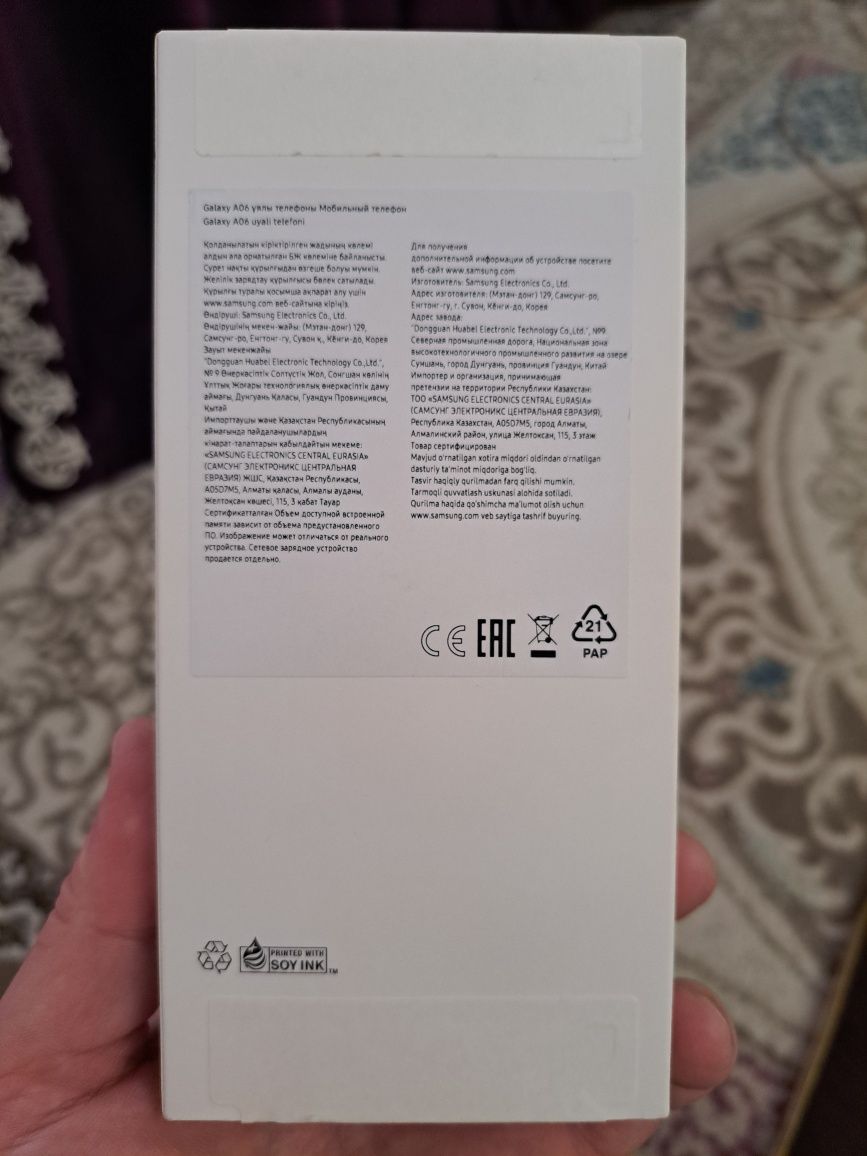 Galaxy A06 ұялы телефоны Мобильный телефон
Galaxy A06 uyali telefoni
Қолданылатын кіріктірілген жадының көлемі
алдын ала орнатылған БЖ көлеміне байланысты.
Сурет нақты құрылғыдан өзгеше болуы мүмкін.
Желілік зарядтау құрылғысы бөлек сатылады.
Құрылғы туралы қосымша ақпарат алу үшін
www.samsung.com веб-сайтына кіріңіз.
Өндіруші: Samsung Electronics Co., Ltd.
Өндірушінің мекен-жайы: (Мэтан-донг) 129,
Самсунг-ро, Енгтонг-гу, Сувон қ., Кёнги-до, Корея
Зауыт мекенжайы
"Dongguan Huabel Electronic Technology Co.,Ltd.",
№ 9 Өнеркәсіптік Солтүстік Жол, Сонгшан көлінің
Ұлттық Жоғары технологиялық өнеркәсіптік даму
аймағы, Дунгуань Қаласы, Гуандун Провинциясы,
Қытай
Импорттаушы және Қазақстан Республикасының
аймағында пайдаланушылардың
кінарат-талаптарын қабылдайтын мекеме:
«SAMSUNG ELECTRONICS CENTRAL EURASIA»
(САМСУНГ ЭЛЕКТРОНИКС ЦЕНТРАЛЬНАЯ
ЕВРАЗИЯ) ЖШС, Қазақстан Республикасы,
A05D7M5, Алматы қаласы, Алмалы ауданы,
Желтоқсан көшесі, 115, 3 қабат Тауар
Сертификатталған Объем доступной встроенной
памяти зависит от объема предустановленного
ПО. Изображение может отличаться от реального
устройства. Сетевое зарядное устройство
продается отдельно.
Для получения
дополнительной информации об устройстве посетите
веб-сайт www.samsung.com
Изготовитель: Samsung Electronics Co., Ltd.
Адрес изготовителя: (Мэтан-донг) 129, Самсунг-ро,
Енгтонг-гу, г. Сувон, Кёнги-до, Корея
Адрес завода:
"Dongguan Huabel Electronic Technology Co.,Ltd.", №9
Северная промышленная дорога, Национальная зона
высокотехнологичного промышленного развития на озере
Суншань, город Дунгуань, провинция Гуандун, Китай
Импортер и организация, принимающая
претензии на территории Республики Казахстан:
ТОО «SAMSUNG ELECTRONICS CENTRAL EURASIA»
(САМСУНГ ЭЛЕКТРОНИКС ЦЕНТРАЛЬНАЯ ЕВРАЗИЯ),
Республика Казахстан, A05D7M5, город Алматы,
Алмалинский район, улица Желтоксан, 115, 3 этаж
Товар сертифицирован
Mavjud o'rnatilgan xotira miqdori oldindan o'rnatilgan
dasturiy ta'minot miqdoriga bog'liq.
Tasvir haqiqiy qurilmadan farq qilishi mumkin.
Tarmoqli quvvatlash uskunasi alohida sotiladi.
Qurilma haqida qo'shimcha ma'lumot olish uchun
www.samsung.com veb saytiga tashrif buyuring.
CE EAC 21
PAP
PRINTED WITH
SOY INK TM